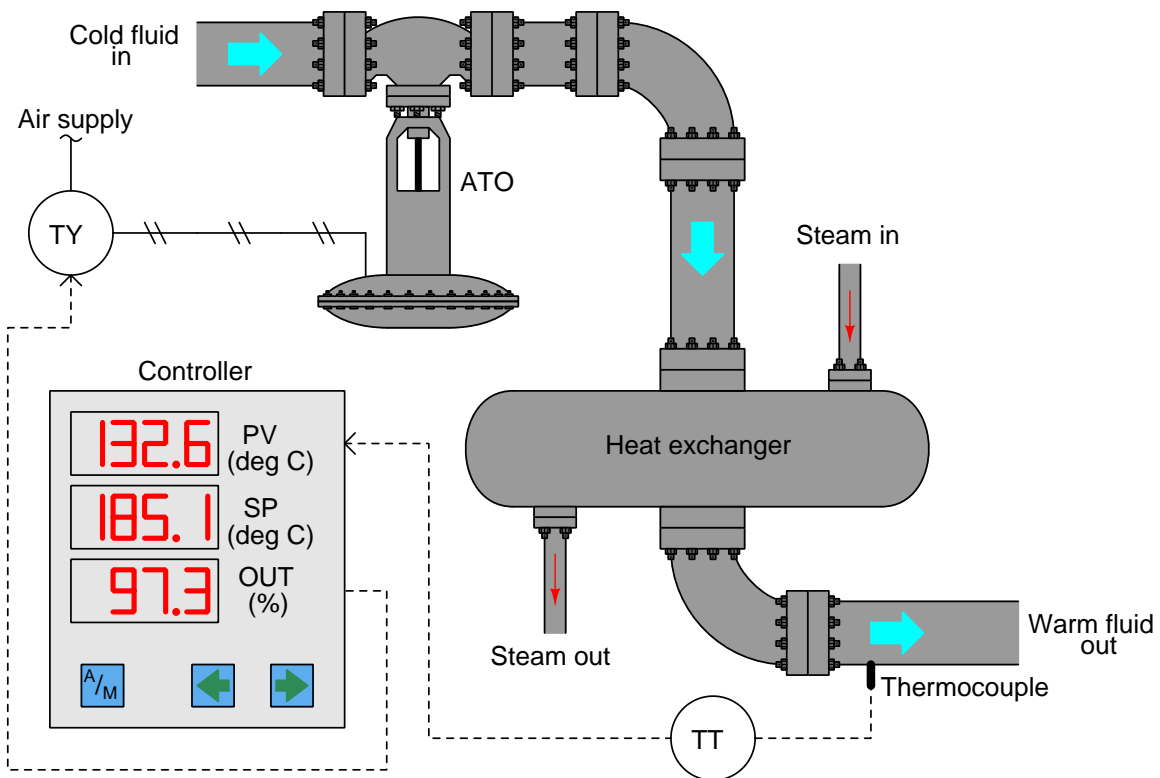 Cold fluid
in
Air supply
ATO
TY
Steam in
Controller
132.6
PV
(deg C)
185.1
SP
(deg C)
97.3
OUT
(%)
A/M
Heat exchanger
Steam out
Warm fluid
out
Thermocouple
TT